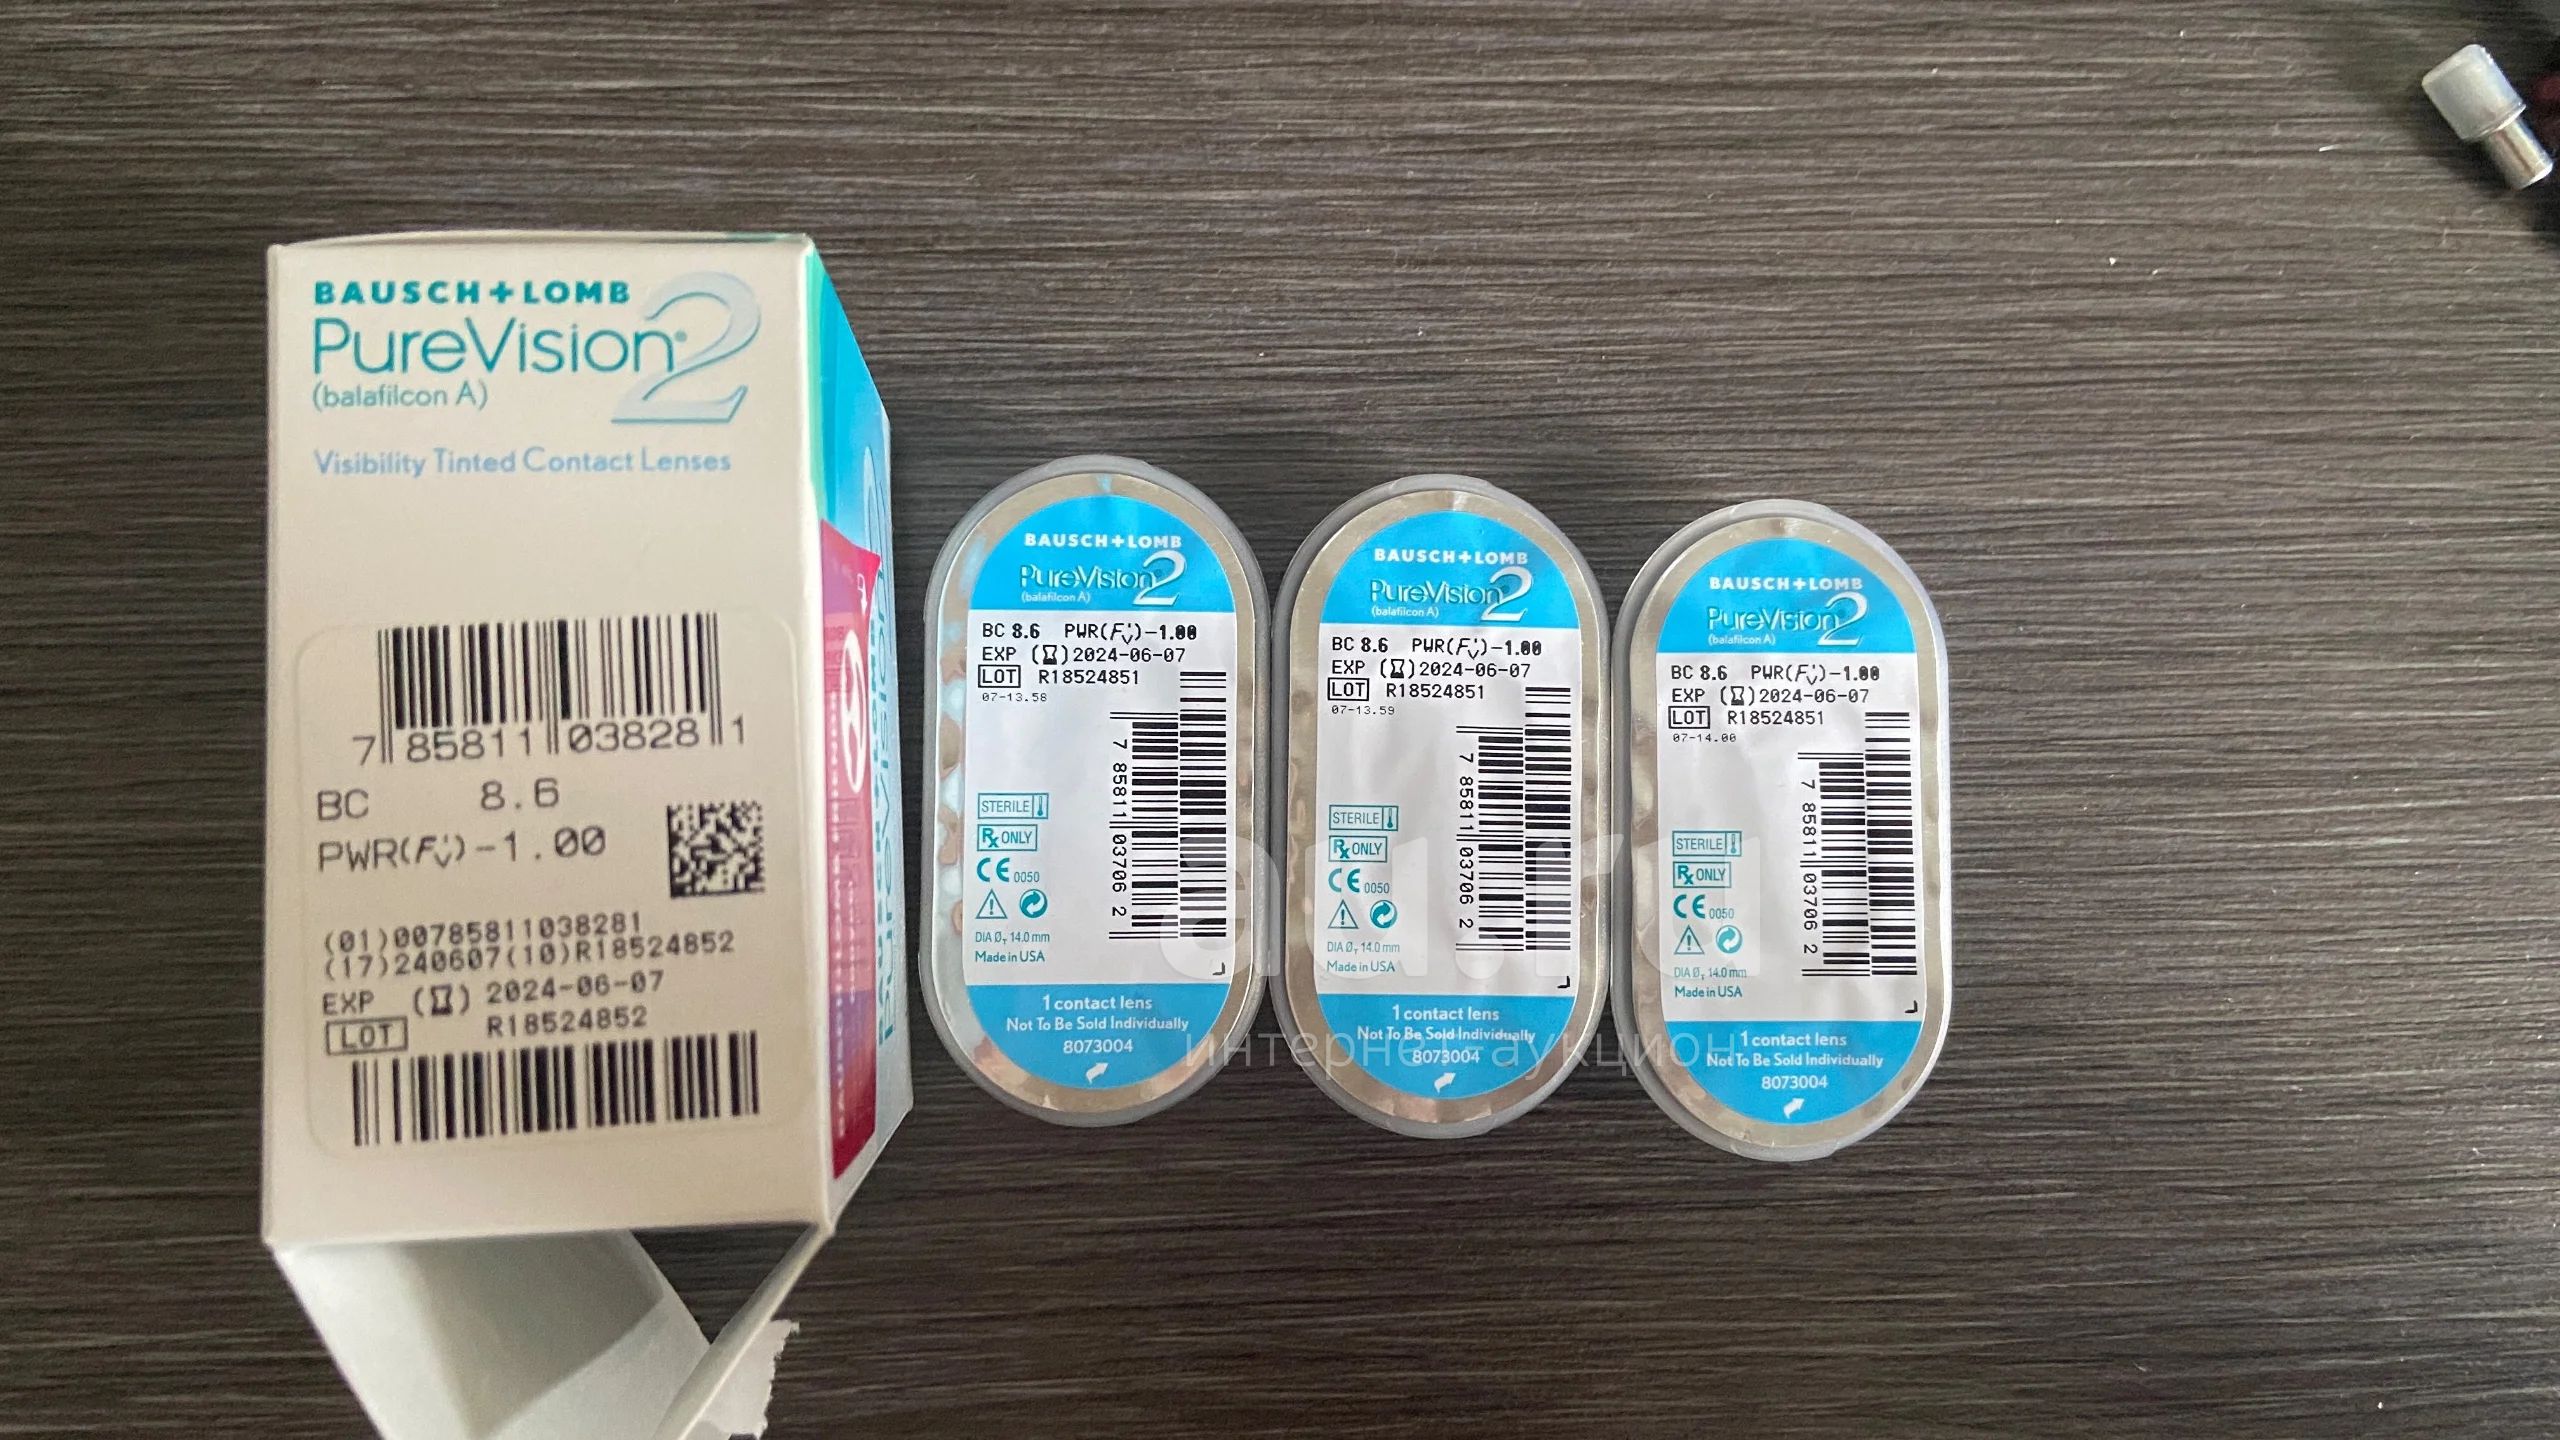 BAUSCH+LOMB
PureVision®2
(balafilcon A)
Visibility Tinted Contact Lenses
7 85811 03828 1
BC 8.6
PWR(F'v)-1.00
(01)00785811038281
(17)240607(10)R18524852
EXP 2024-06-07
LOT R18524852
BAUSCH+LOMB
PureVision2
(balafilcon A)
BC 8.6 PWR(F'v)-1.00
EXP 2024-06-07
LOT R18524851
07-13.58
7 85811 03706 2
STERILE
Rx ONLY
CE 0050
DIA ØT 14.0 mm
Made in USA
1 contact lens
Not To Be Sold Individually
8073004
BAUSCH+LOMB
PureVision2
(balafilcon A)
BC 8.6 PWR(F'v)-1.00
EXP 2024-06-07
LOT R18524851
07-13.59
7 85811 03706 2
STERILE
Rx ONLY
CE 0050
DIA ØT 14.0 mm
Made in USA
1 contact lens
Not To Be Sold Individually
8073004
BAUSCH+LOMB
PureVision2
(balafilcon A)
BC 8.6 PWR(F'v)-1.00
EXP 2024-06-07
LOT R18524851
07-14.00
7 85811 03706 2
STERILE
Rx ONLY
CE 0050
DIA ØT 14.0 mm
Made in USA
1 contact lens
Not To Be Sold Individually
8073004
au.ru
интернет-аукцион